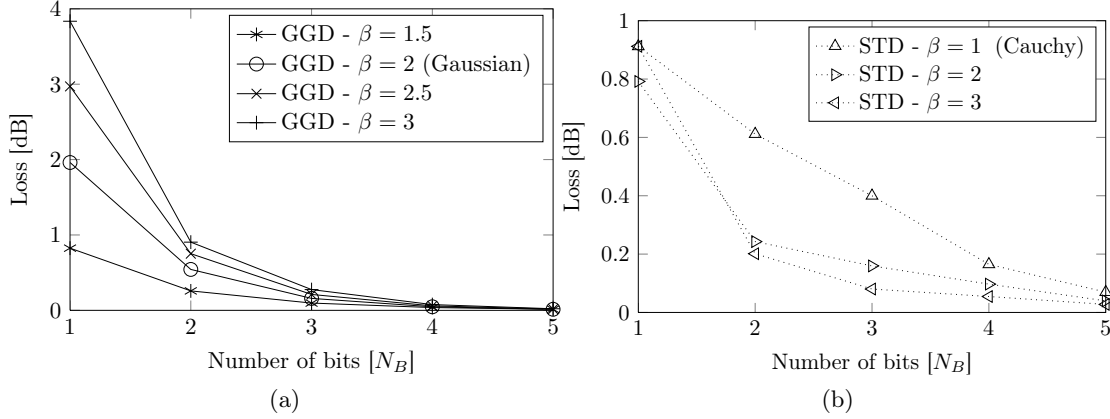 4
3
2
1
0
1
2
3
4
5
Loss [dB]
Number of bits [N_B]
GGD - β = 1.5
GGD - β = 2 (Gaussian)
GGD - β = 2.5
GGD - β = 3
(a)
1
0.8
0.6
0.4
0.2
0
1
2
3
4
5
Loss [dB]
Number of bits [N_B]
STD - β = 1 (Cauchy)
STD - β = 2
STD - β = 3
(b)